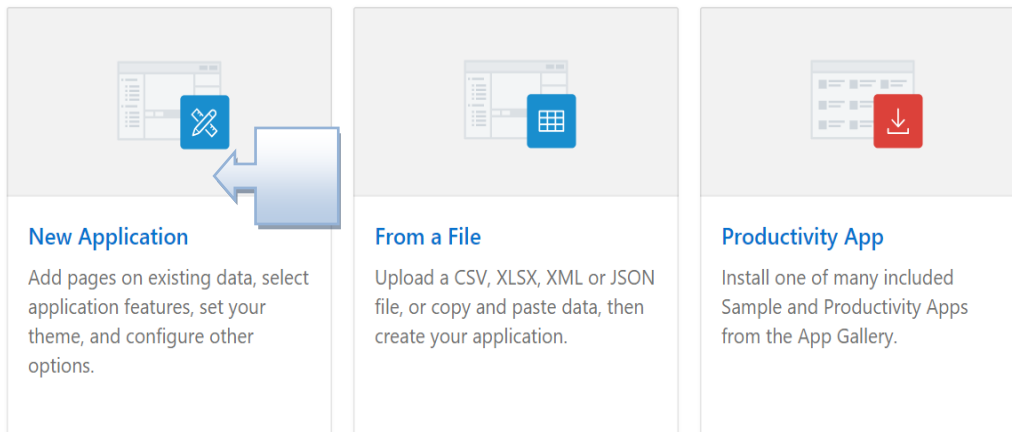 New Application
Add pages on existing data, select
application features, set your
theme, and configure other
options.
From a File
Upload a CSV, XLSX, XML or JSON
file, or copy and paste data, then
create your application.
Productivity App
Install one of many included
Sample and Productivity Apps
from the App Gallery.